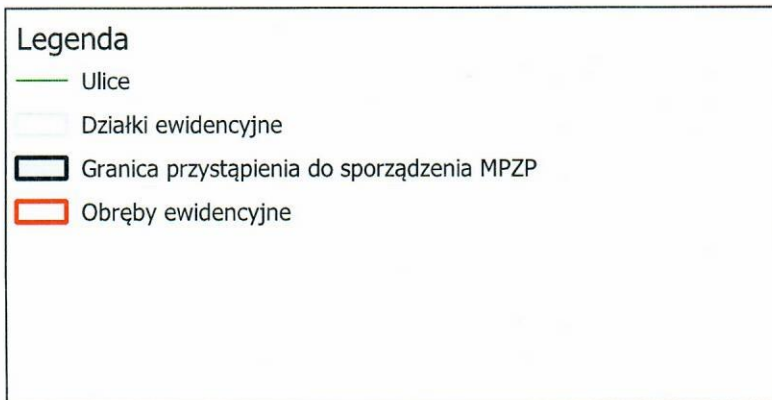 Legenda
Ulice
Działki ewidencyjne
Granica przystąpienia do sporządzenia MPZP
Obręby ewidencyjne